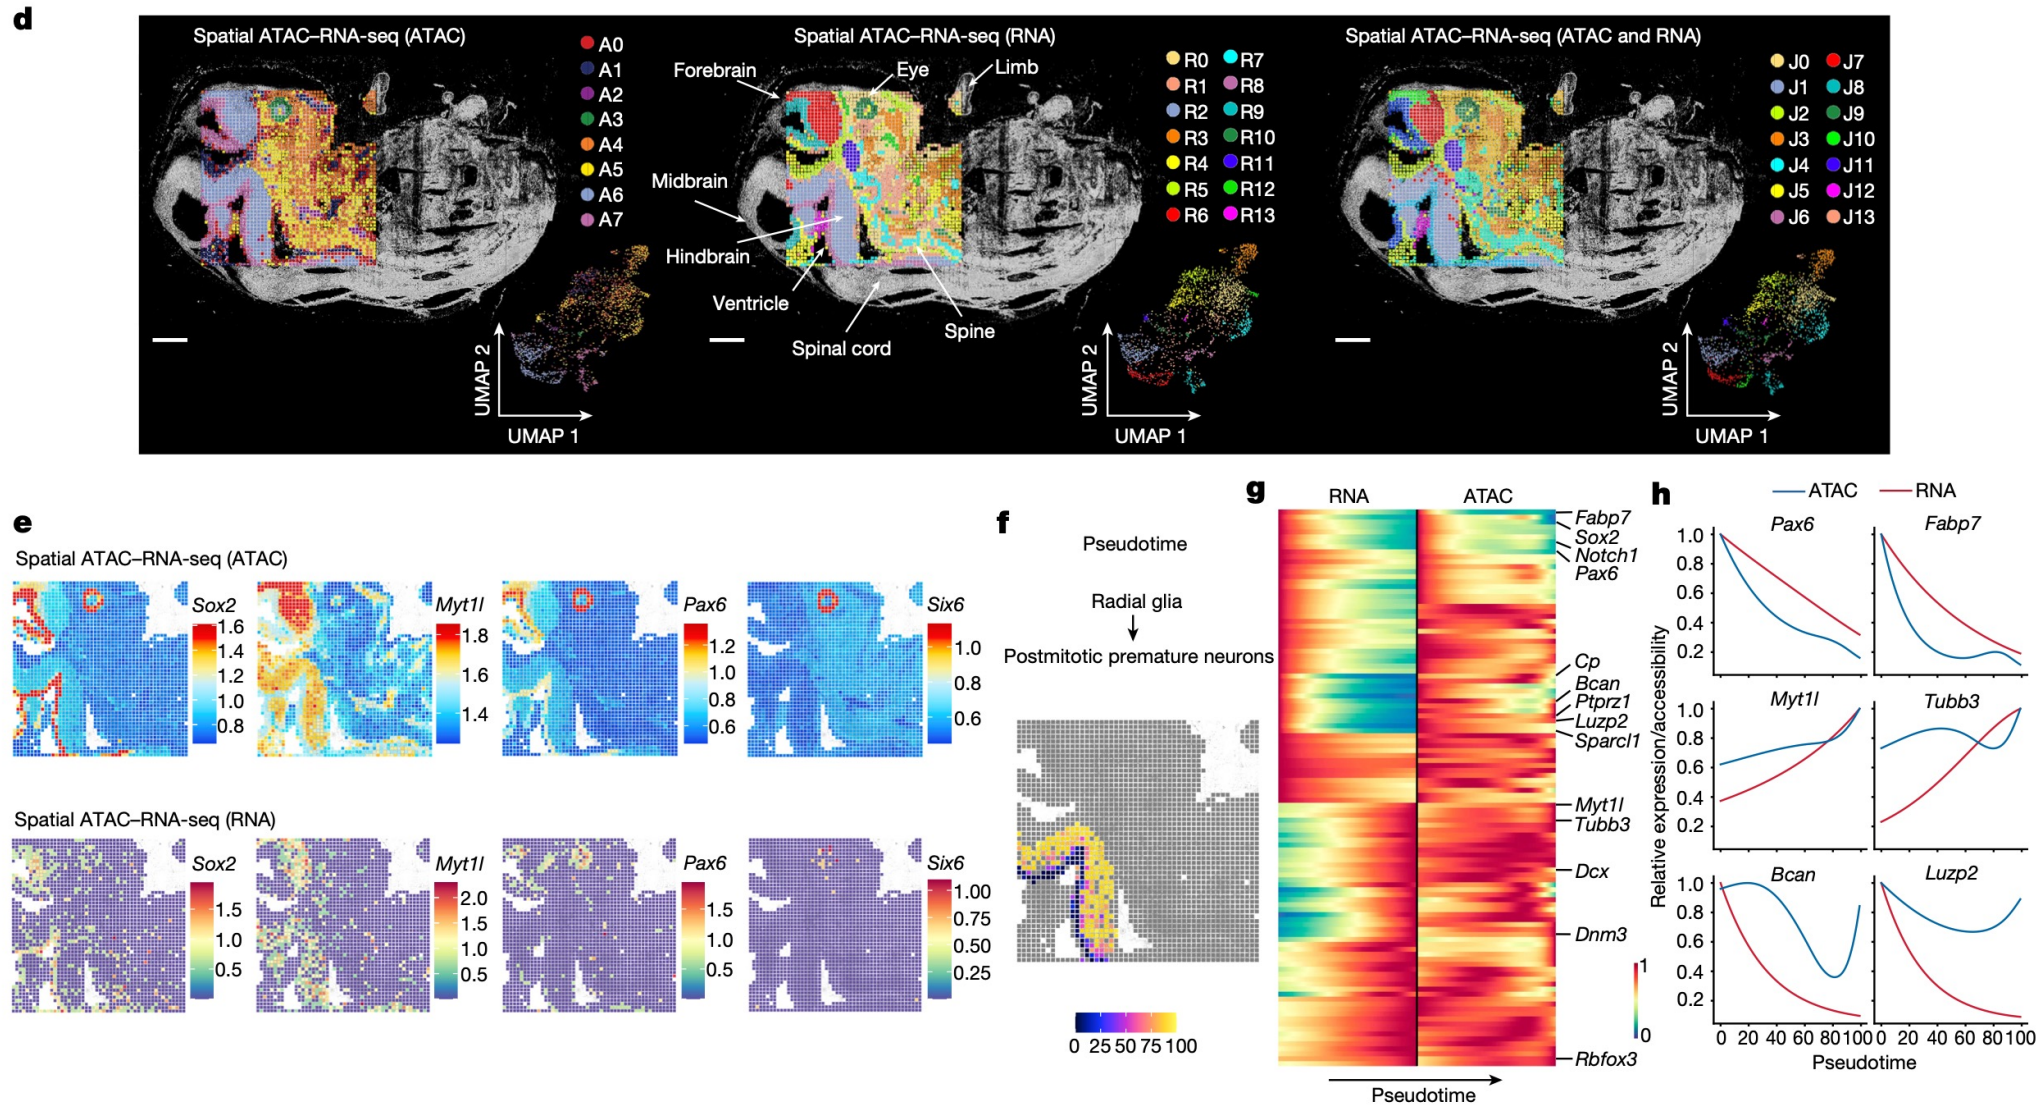 d
Spatial ATAC–RNA-seq (ATAC)
A0
A1
A2
A3
A4
A5
A6
A7
UMAP 2
UMAP 1
Spatial ATAC–RNA-seq (RNA)
Forebrain
Eye
Limb
Midbrain
Hindbrain
Ventricle
Spinal cord
Spine
R0 R7
R1 R8
R2 R9
R3 R10
R4 R11
R5 R12
R6 R13
UMAP 2
UMAP 1
Spatial ATAC–RNA-seq (ATAC and RNA)
J0 J7
J1 J8
J2 J9
J3 J10
J4 J11
J5 J12
J6 J13
UMAP 2
UMAP 1
e
Spatial ATAC–RNA-seq (ATAC)
Sox2
1.6
1.4
1.2
1.0
0.8
Myt1l
1.8
1.6
1.4
Pax6
1.2
1.0
0.8
0.6
Six6
1.0
0.8
0.6
Spatial ATAC–RNA-seq (RNA)
Sox2
1.5
1.0
0.5
Myt1l
2.0
1.5
1.0
0.5
Pax6
1.5
1.0
0.5
Six6
1.00
0.75
0.50
0.25
f
Pseudotime
Radial glia
Postmitotic premature neurons
0 25 50 75 100
g
RNA ATAC
Fabp7
Sox2
Notch1
Pax6
Cp
Bcan
Ptprz1
Luzp2
Sparcl1
Myt1l
Tubb3
Dcx
Dnm3
Rbfox3
1
0
Pseudotime
h
ATAC RNA
Relative expression/accessibility
Pax6 Fabp7
1.0
0.8
0.6
0.4
0.2
Myt1l Tubb3
1.0
0.8
0.6
0.4
0.2
Bcan Luzp2
1.0
0.8
0.6
0.4
0.2
0 20 40 60 80 100 0 20 40 60 80 100
Pseudotime